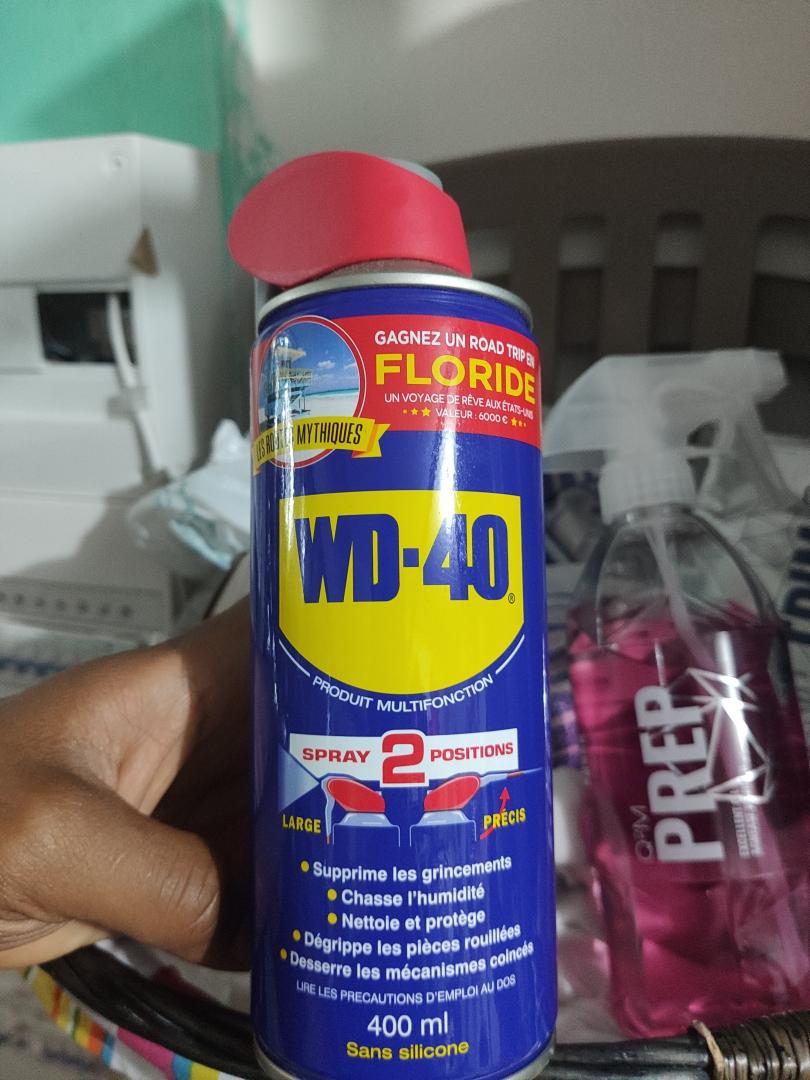 GAGNEZ UN ROAD TRIP EN
FLORIDE
UN VOYAGE DE RÊVE AUX ÉTATS-UNIS
VALEUR : 6000 €
LES ROUTES MYTHIQUES
WD-40®
PRODUIT MULTIFONCTION
SPRAY 2 POSITIONS
LARGE
PRÉCIS
• Supprime les grincements
• Chasse l'humidité
• Nettoie et protège
• Dégrippe les pièces rouillées
• Desserre les mécanismes coincés
LIRE LES PRECAUTIONS D'EMPLOI AU DOS
400 ml
Sans silicone
PREP